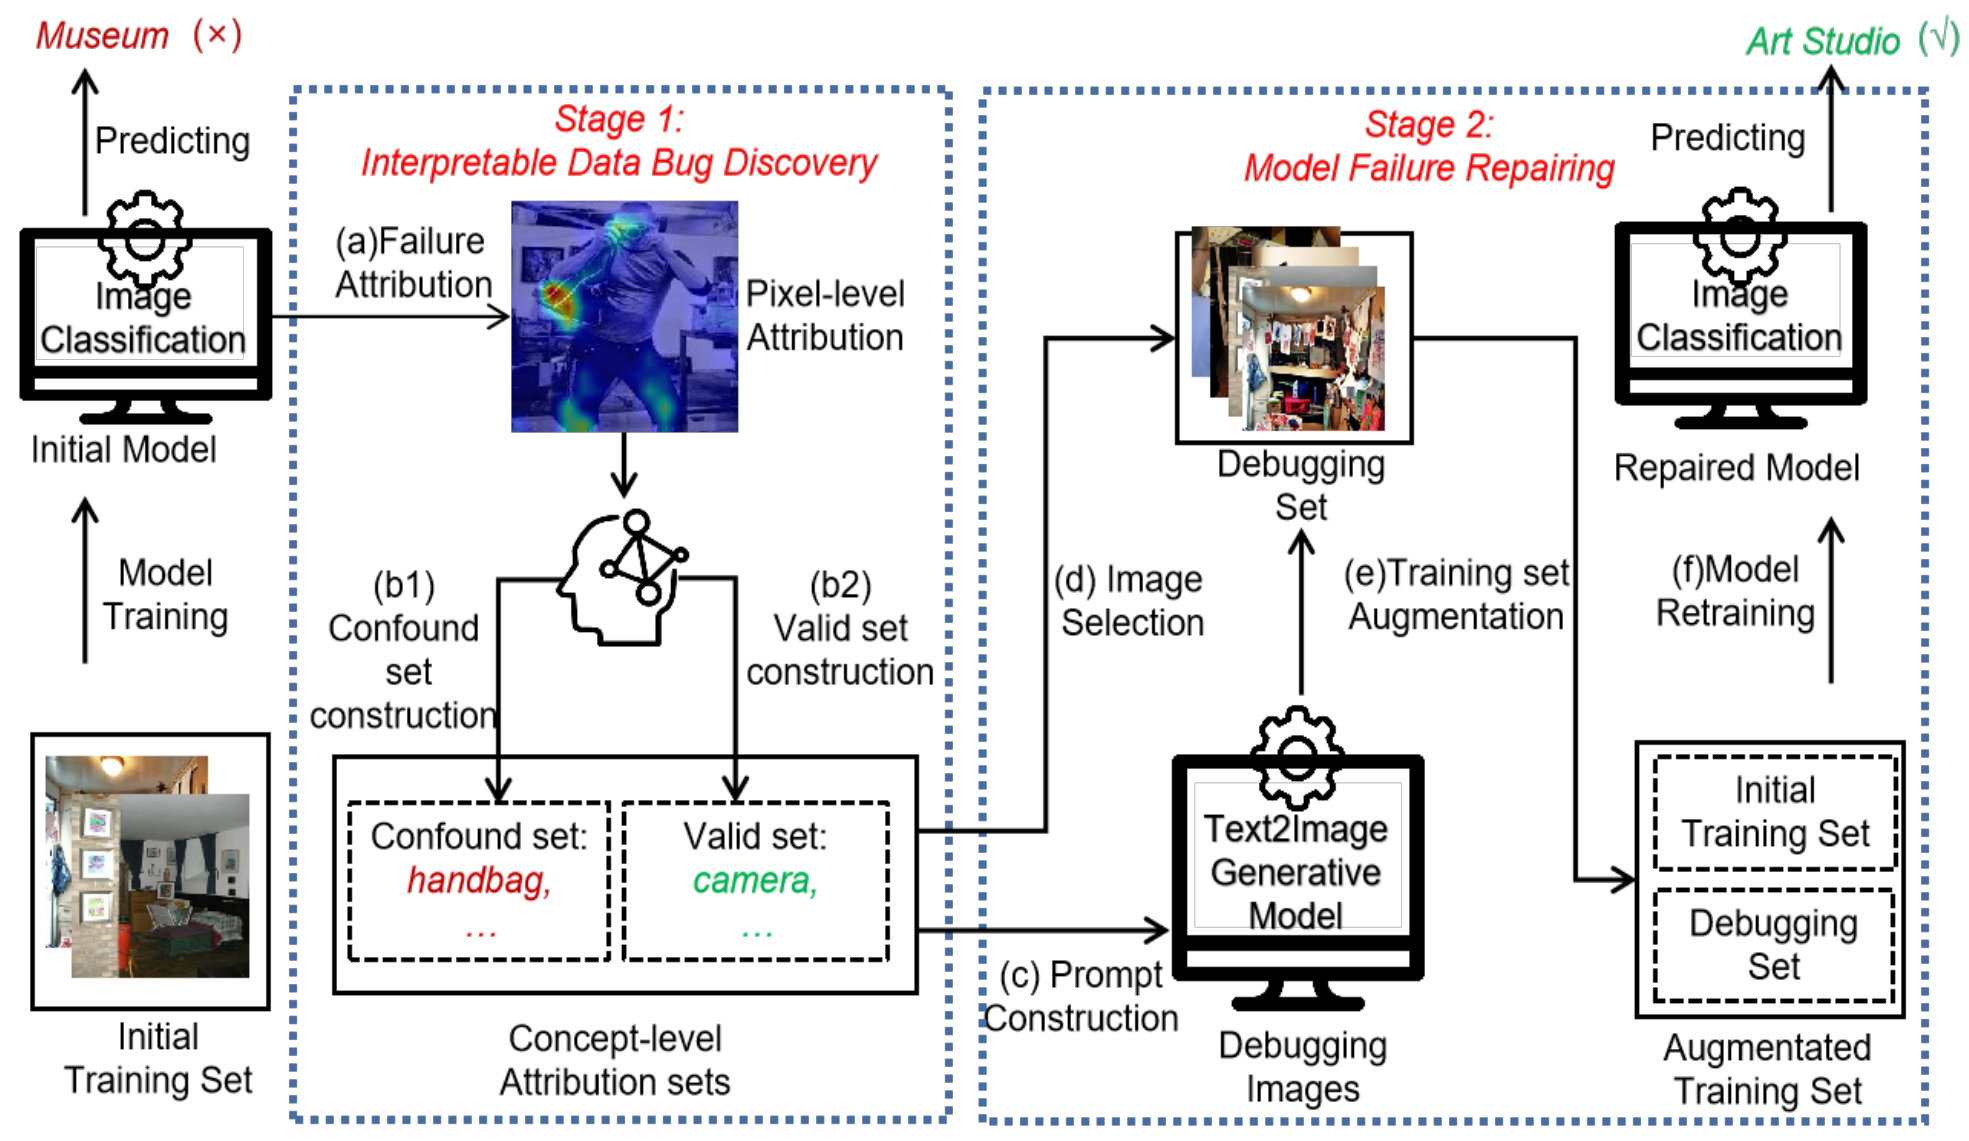 Museum (×)
Predicting
Image
Classification
Initial Model
Model
Training
Initial
Training Set
Stage 1:
Interpretable Data Bug Discovery
(a)Failure
Attribution
Pixel-level
Attribution
(b1)
Confound
set
construction
(b2)
Valid set
construction
Confound set:
handbag,
...
Valid set:
camera,
...
Concept-level
Attribution sets
Stage 2:
Model Failure Repairing
Debugging
Set
(d) Image
Selection
(c) Prompt
Construction
Text2Image
Generative
Model
Debugging
Images
(e)Training set
Augmentation
Art Studio (√)
Predicting
Image
Classification
Repaired Model
(f)Model
Retraining
Initial
Training Set
Debugging
Set
Augmentated
Training Set